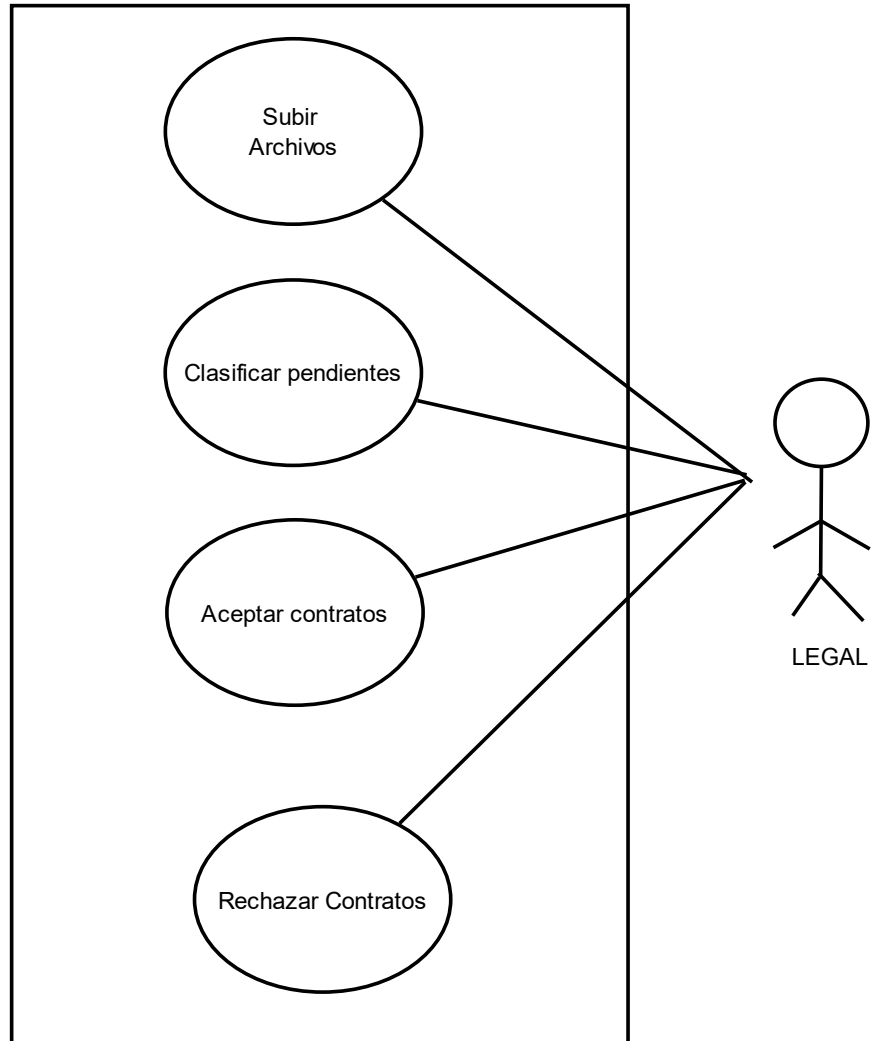 Subir
Archivos
Clasificar pendientes
Aceptar contratos
LEGAL
Rechazar Contratos